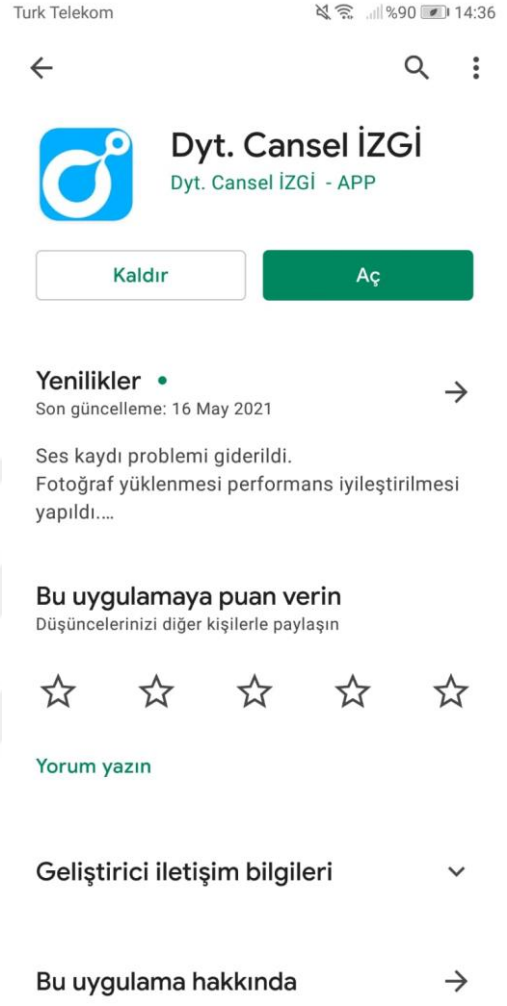 Turk Telekom %90 14:36
Dyt. Cansel İZGİ
Dyt. Cansel İZGİ - APP
Kaldır Aç
Yenilikler
Son güncelleme: 16 May 2021
Ses kaydı problemi giderildi.
Fotoğraf yüklenmesi performans iyileştirilmesi
yapıldı....
Bu uygulamaya puan verin
Düşüncelerinizi diğer kişilerle paylaşın
Yorum yazın
Geliştirici iletişim bilgileri
Bu uygulama hakkında